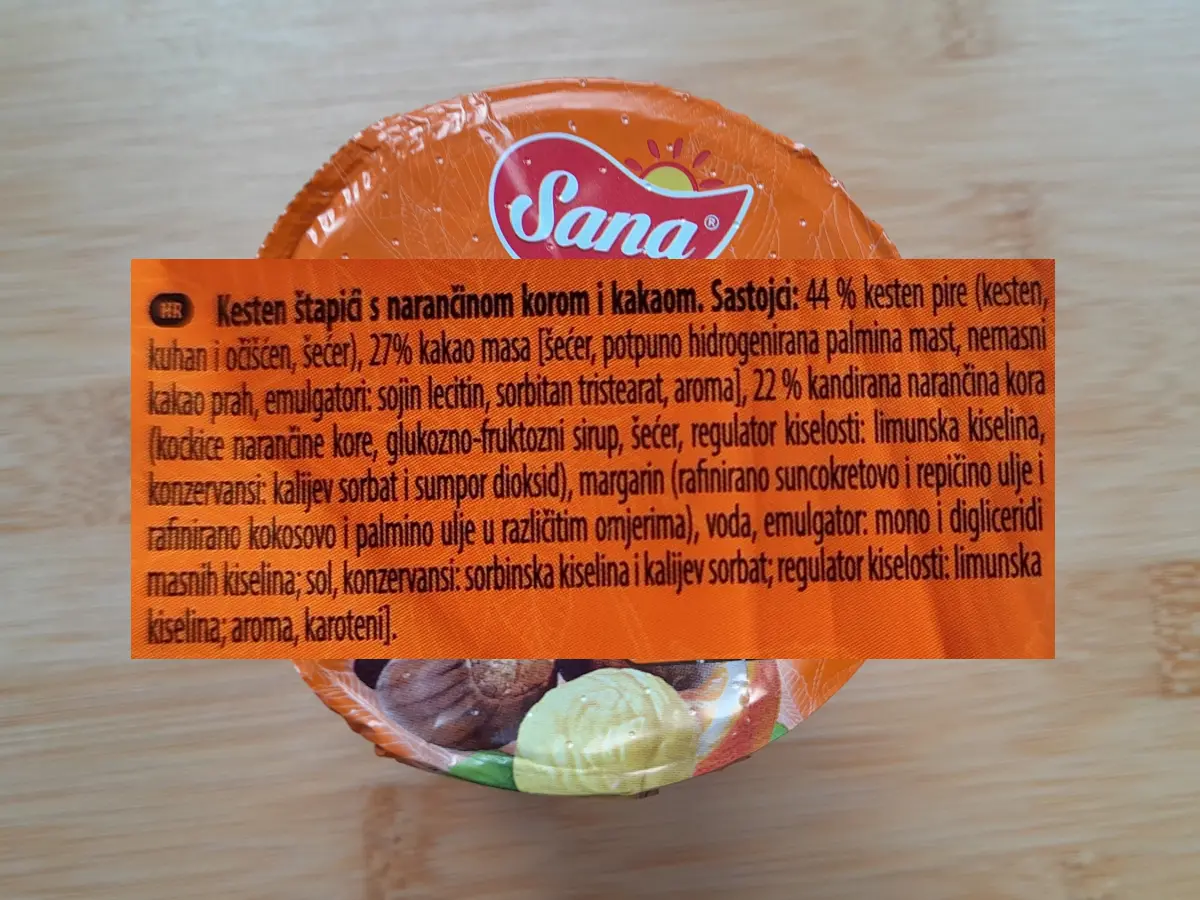 Sana®
HR Kesten štapići s narančinom korom i kakaom. Sastojci: 44 % kesten pire (kesten,
kuhan i očišćen, šećer), 27% kakao masa [šećer, potpuno hidrogenirana palmina mast, nemasni
kakao prah, emulgatori: sojin lecitin, sorbitan tristearat, aroma], 22 % kandirana narančina kora
(kockice narančine kore, glukozno-fruktozni sirup, šećer, regulator kiselosti: limunska kiselina,
konzervansi: kalijev sorbat i sumpor dioksid), margarin (rafinirano suncokretovo i repičino ulje i
rafinirano kokosovo i palmino ulje u različitim omjerima), voda, emulgator: mono i digliceridi
masnih kiselina; sol, konzervansi: sorbinska kiselina i kalijev sorbat; regulator kiselosti: limunska
kiselina; aroma, karoteni].